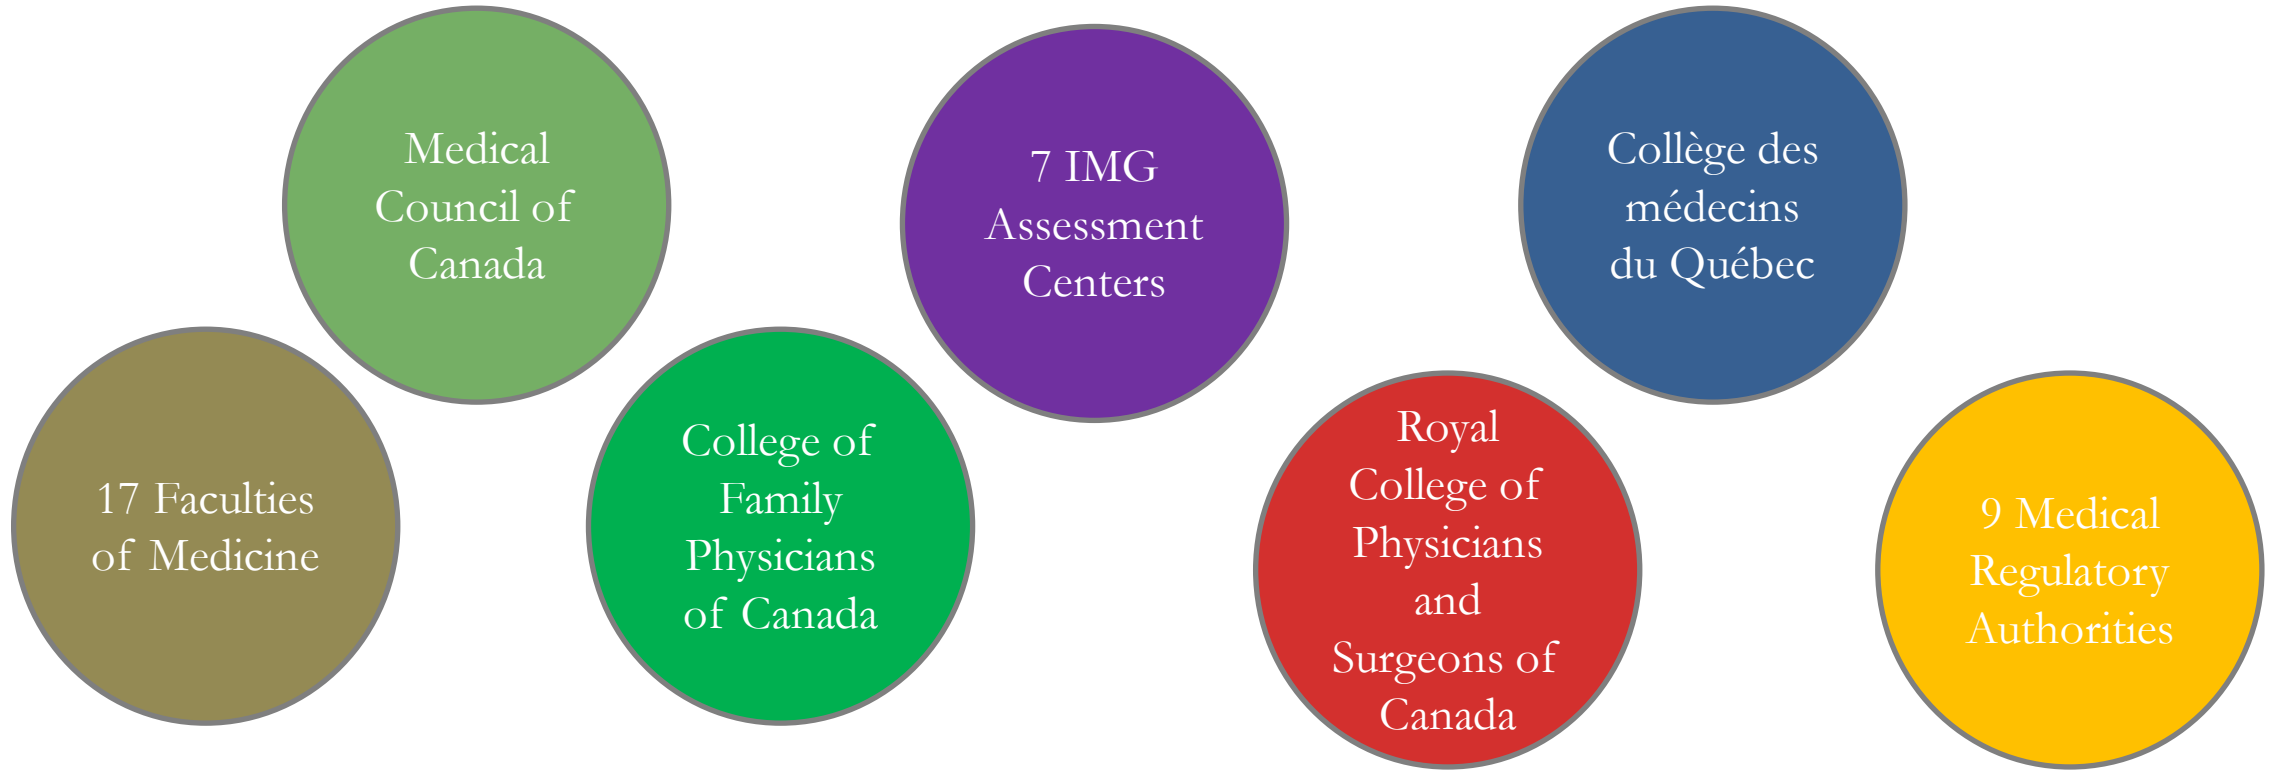 Medical
Council of
Canada
7 IMG
Assessment
Centers
Collège des
médecins
du Québec
17 Faculties
of Medicine
College of
Family
Physicians
of Canada
Royal
College of
Physicians
and
Surgeons of
Canada
9 Medical
Regulatory
Authorities